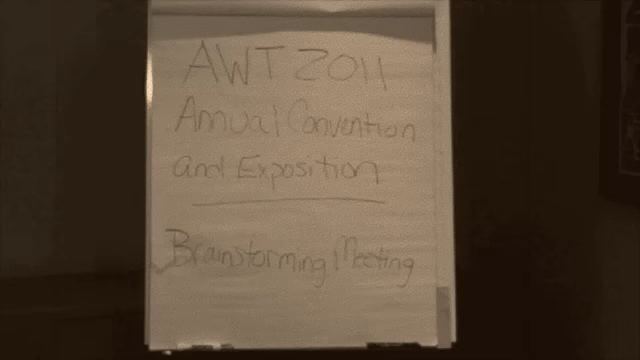 AWT 2011
Annual Convention
and Exposition
Brainstorming Meeting